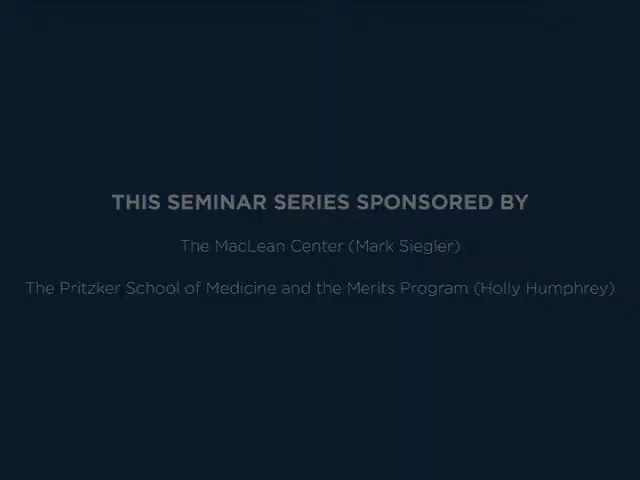 THIS SEMINAR SERIES SPONSORED BY
The MacLean Center (Mark Siegler)
The Pritzker School of Medicine and the Merits Program (Holly Humphrey)